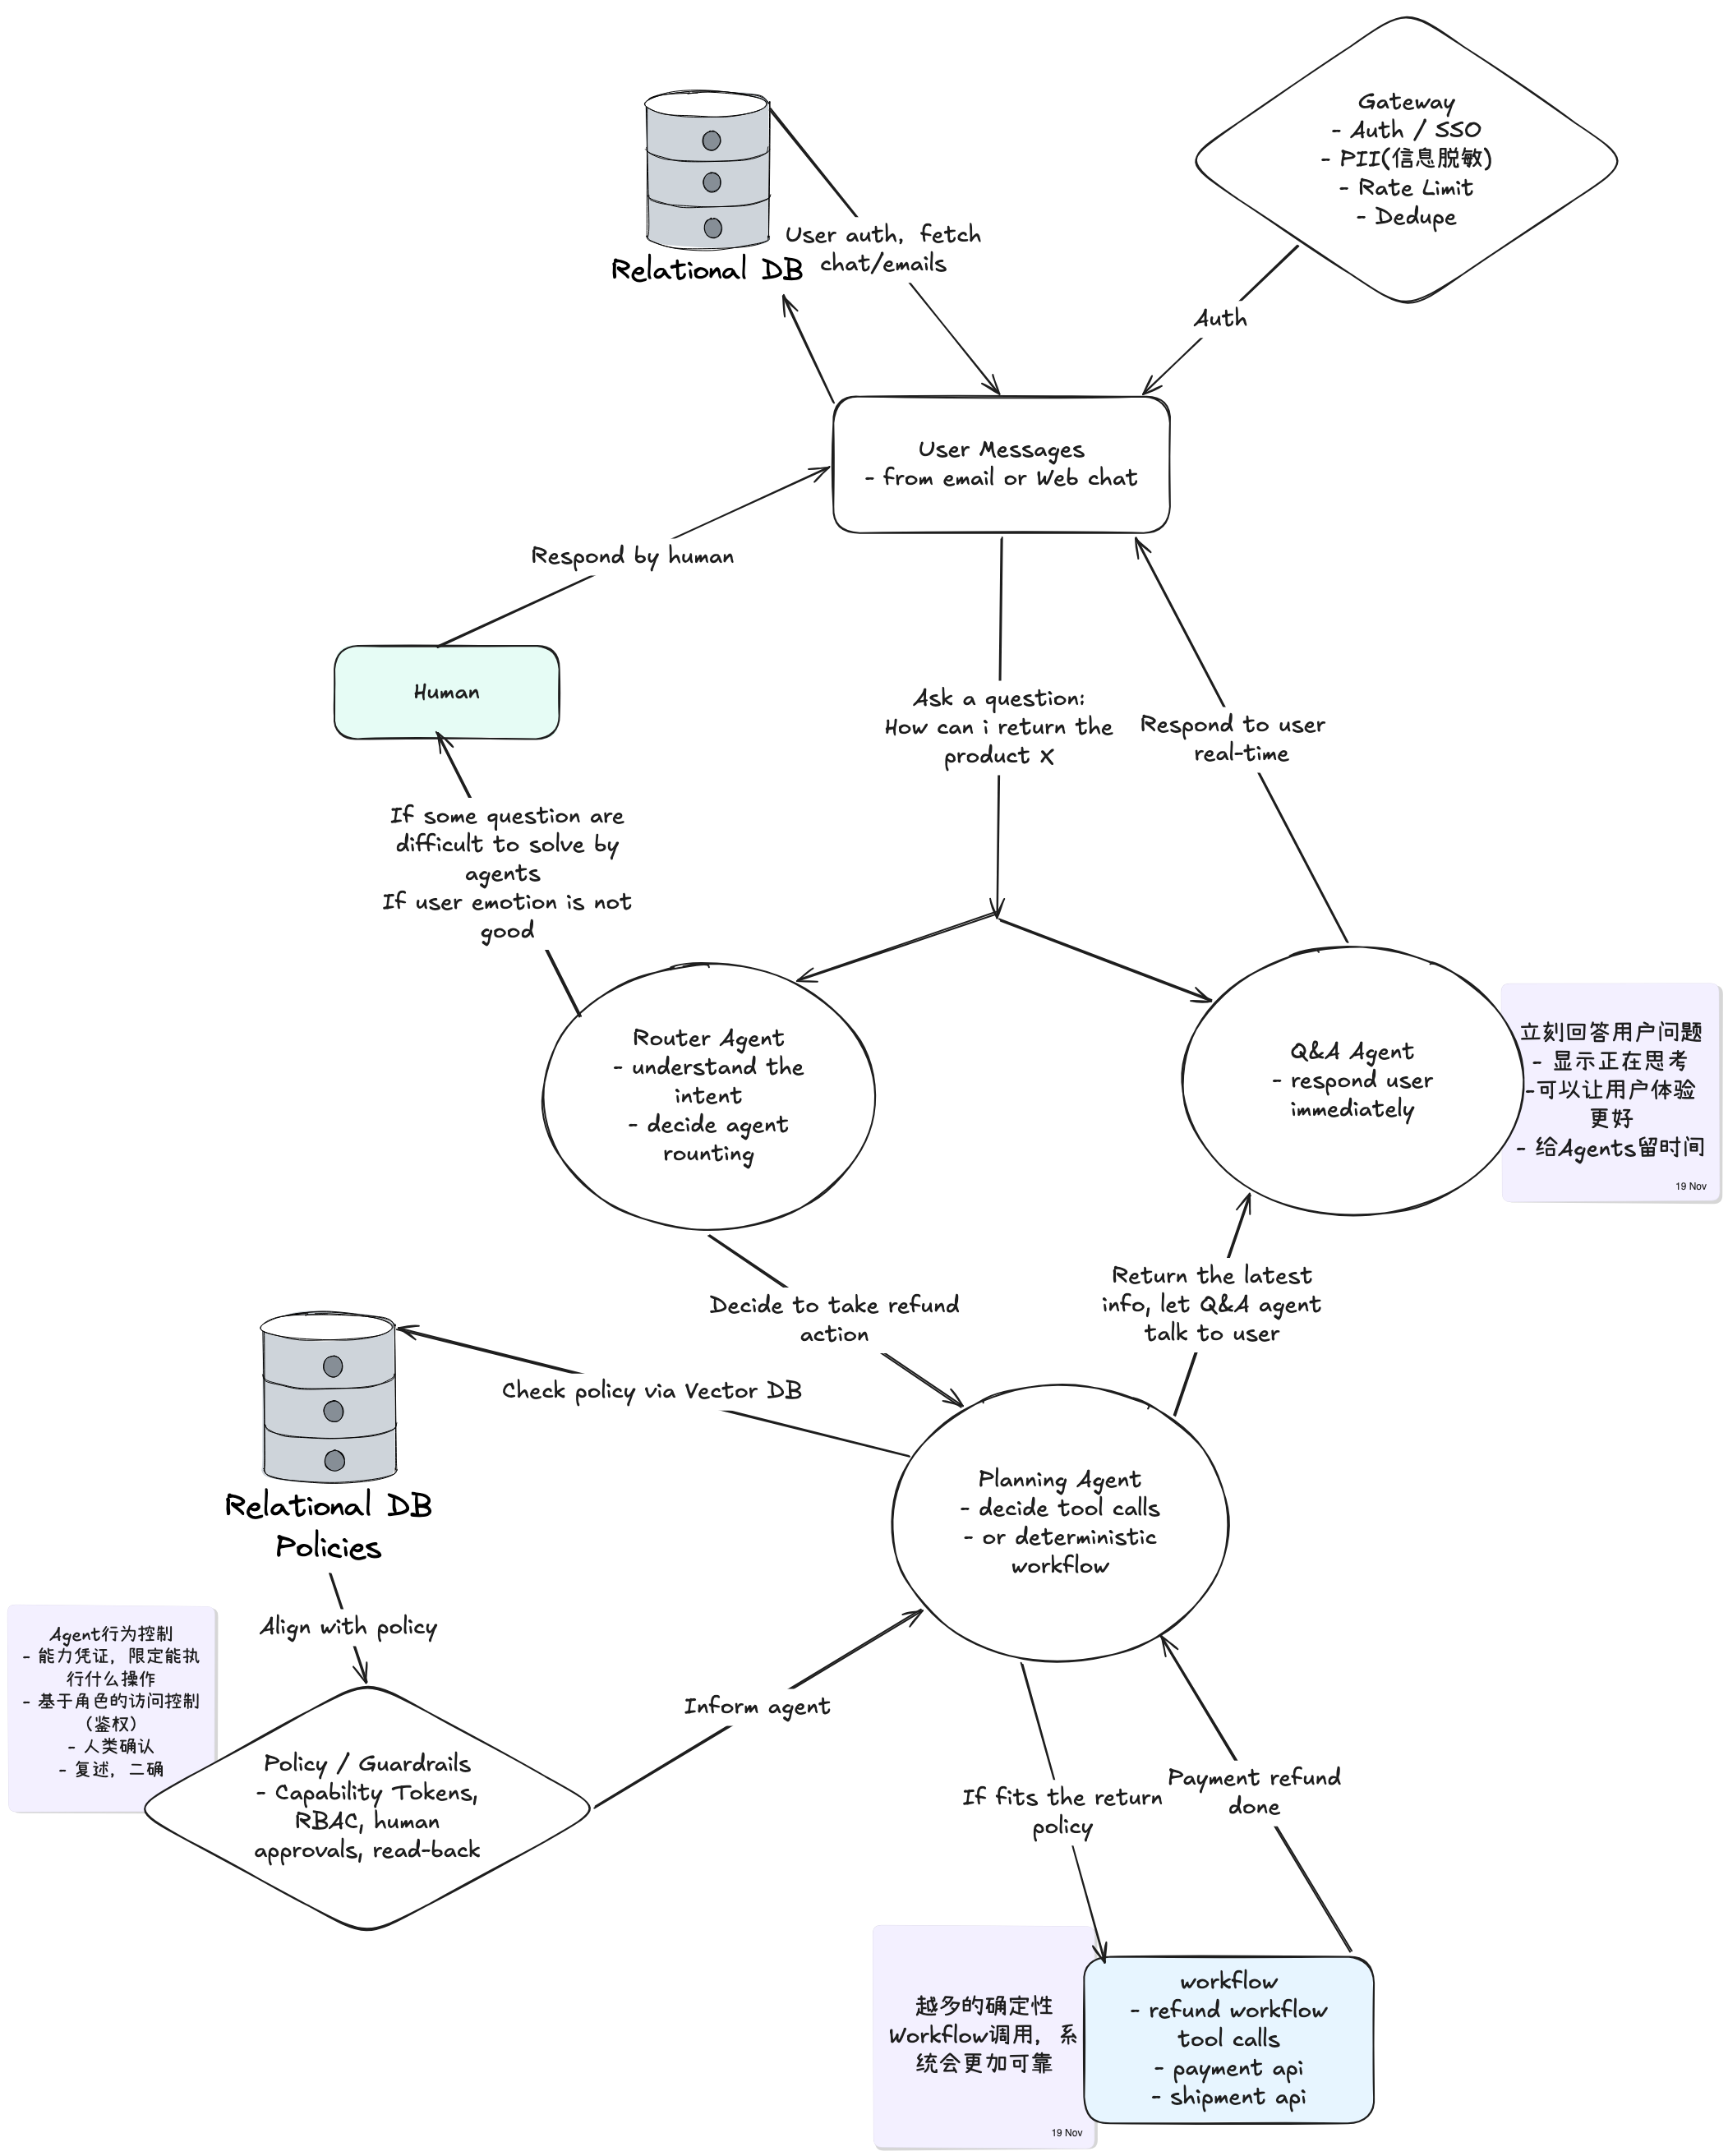 Gateway
- Auth / SSO
- PII(信息脱敏)
- Rate Limit
- Dedupe
Relational DB
User auth, fetch
chat/emails
Auth
User Messages
- from email or Web chat
Respond by human
Human
Ask a question:
How can i return the
product X
Respond to user
real-time
If some question are
difficult to solve by
agents
If user emotion is not
good
Router Agent
- understand the
intent
- decide agent
rounting
Q&A Agent
- respond user
immediately
立刻回答用户问题
- 显示正在思考
-可以让用户体验
更好
- 给Agents留时间
19 Nov
Decide to take refund
action
Return the latest
info, let Q&A agent
talk to user
Check policy via Vector DB
Relational DB
Policies
Planning Agent
- decide tool calls
- or deterministic
workflow
Align with policy
Agent行为控制
- 能力凭证，限定能执
行什么操作
- 基于角色的访问控制
（鉴权）
- 人类确认
- 复述，二确
Inform agent
Policy / Guardrails
- Capability Tokens,
RBAC, human
approvals, read-back
If fits the return
policy
Payment refund
done
越多的确定性
Workflow调用，系
统会更加可靠
19 Nov
workflow
- refund workflow
tool calls
- payment api
- shipment api